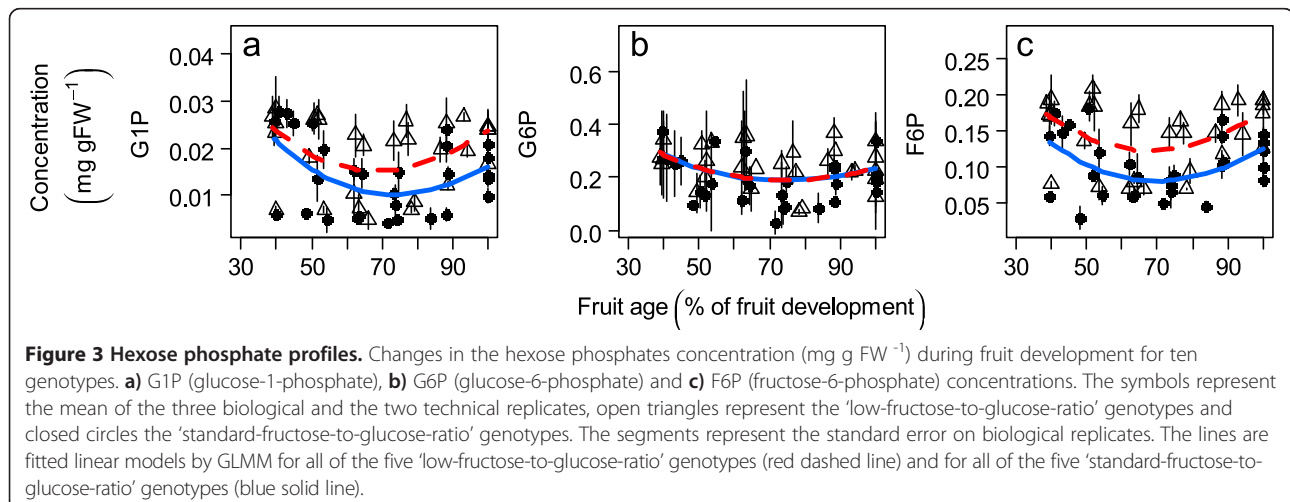 a
b
c
Concentration
(mg gFW−1)
G1P
0.04
0.03
0.02
0.01
G6P
0.6
0.4
0.2
0.0
F6P
0.25
0.20
0.15
0.10
0.05
30 50 70 90
30 50 70 90
30 50 70 90
Fruit age (% of fruit development)
Figure 3 Hexose phosphate profiles. Changes in the hexose phosphates concentration (mg g FW -1) during fruit development for ten
genotypes. a) G1P (glucose-1-phosphate), b) G6P (glucose-6-phosphate) and c) F6P (fructose-6-phosphate) concentrations. The symbols represent
the mean of the three biological and the two technical replicates, open triangles represent the ‘low-fructose-to-glucose-ratio’ genotypes and
closed circles the ‘standard-fructose-to-glucose-ratio’ genotypes. The segments represent the standard error on biological replicates. The lines are
fitted linear models by GLMM for all of the five ‘low-fructose-to-glucose-ratio’ genotypes (red dashed line) and for all of the five ‘standard-fructose-to-
glucose-ratio’ genotypes (blue solid line).